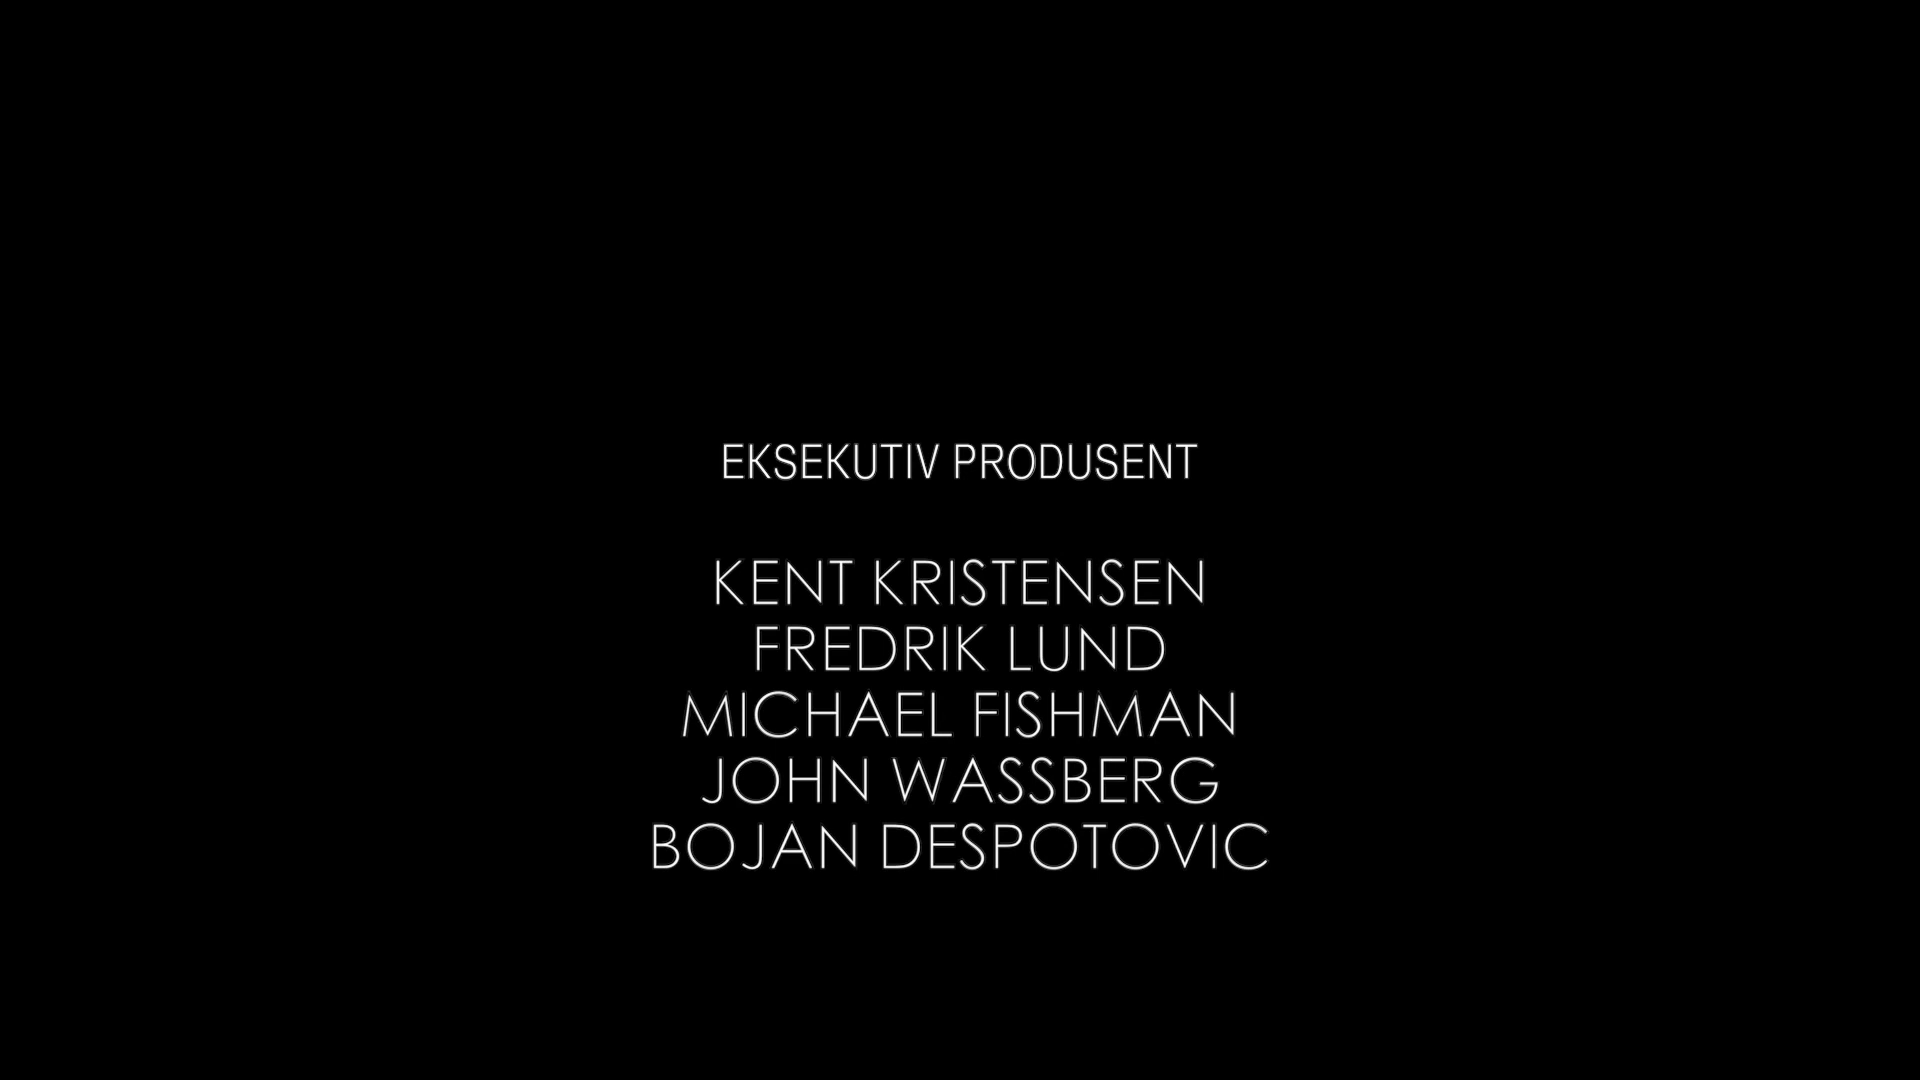 EKSEKUTIV PRODUSENT
KENT KRISTENSEN
FREDRIK LUND
MICHAEL FISHMAN
JOHN WASSBERG
BOJAN DESPOTOVIC